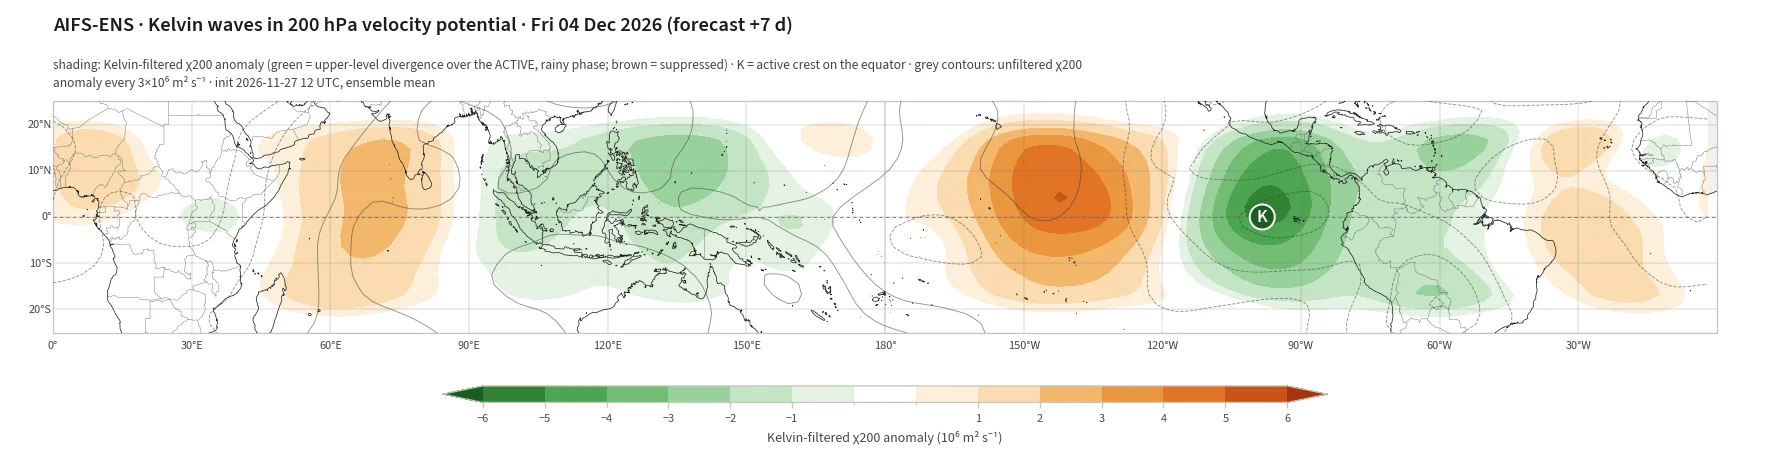 AIFS-ENS · Kelvin waves in 200 hPa velocity potential · Fri 04 Dec 2026 (forecast +7 d)
shading: Kelvin-filtered χ200 anomaly (green = upper-level divergence over the ACTIVE, rainy phase; brown = suppressed) · K = active crest on the equator · grey contours: unfiltered χ200
anomaly every 3×10⁶ m² s⁻¹ · init 2026-11-27 12 UTC, ensemble mean
20°N
10°N
0°
10°S
20°S
K
0° 30°E 60°E 90°E 120°E 150°E 180° 150°W 120°W 90°W 60°W 30°W
−6 −5 −4 −3 −2 −1 1 2 3 4 5 6
Kelvin-filtered χ200 anomaly (10⁶ m² s⁻¹)